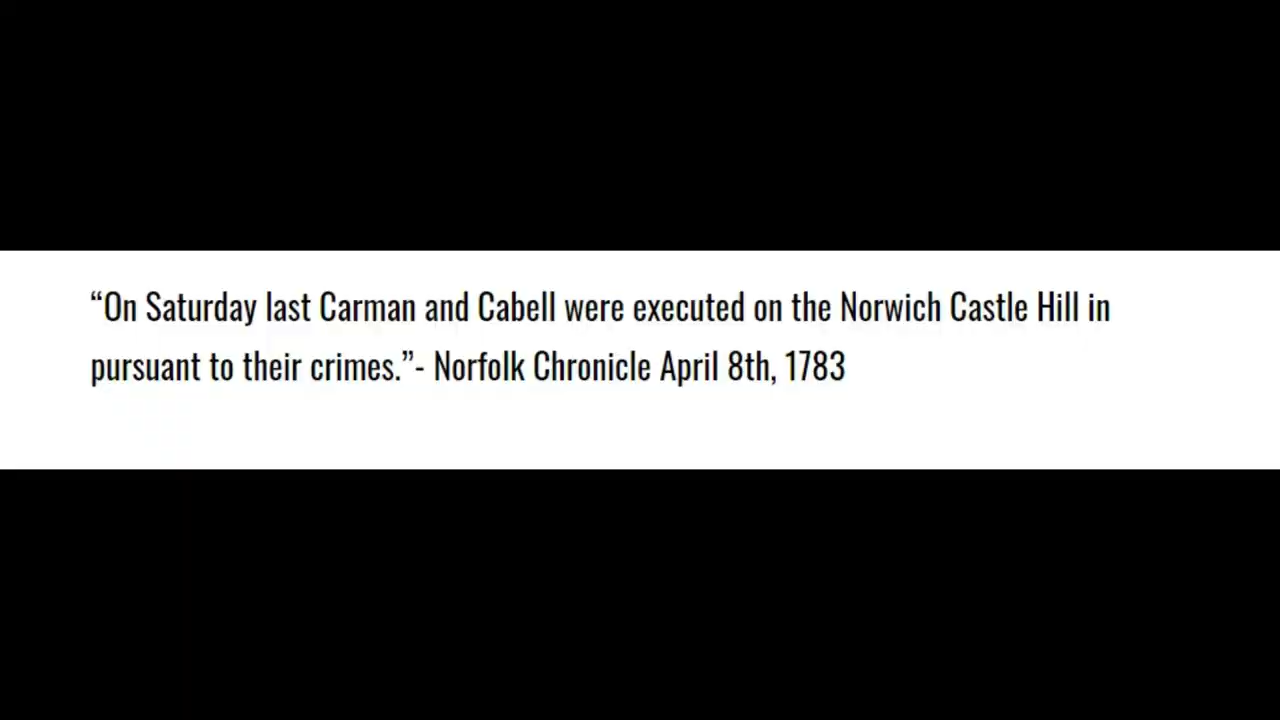 “On Saturday last Carman and Cabell were executed on the Norwich Castle Hill in
pursuant to their crimes.”- Norfolk Chronicle April 8th, 1783